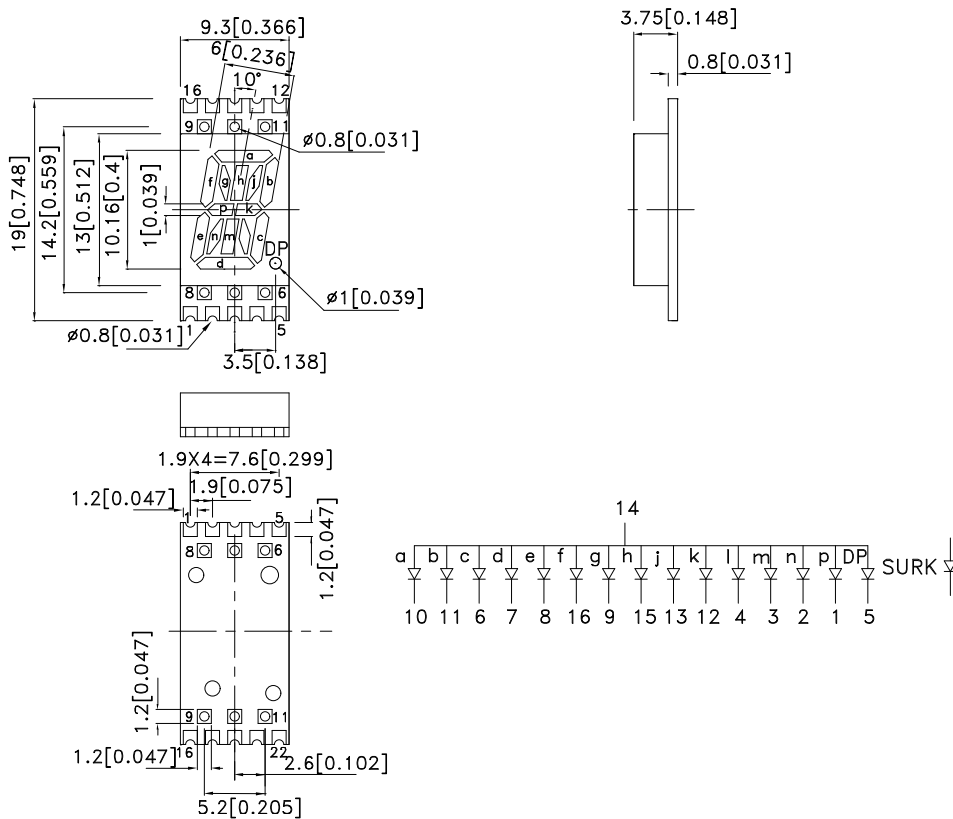 3.75[0.148]
9.3[0.366]
6[0.236]
0.8[0.031]
10°
16 12
9 11
ø0.8[0.031]
a
f g h j b
p k
e n m c
d
DP
19[0.748]
14.2[0.559]
13[0.512]
10.16[0.4]
1[0.039]
8 6
1 5
ø1[0.039]
ø0.8[0.031]
3.5[0.138]
1.9X4=7.6[0.299]
1.9[0.075]
1.2[0.047]
1 5
1.2[0.047]
8 6
14
a b c d e f g h j k l m n p DP
SURK
10 11 6 7 8 16 9 15 13 12 4 3 2 1 5
1.2[0.047]
9 11
16 22
1.2[0.047]
2.6[0.102]
5.2[0.205]